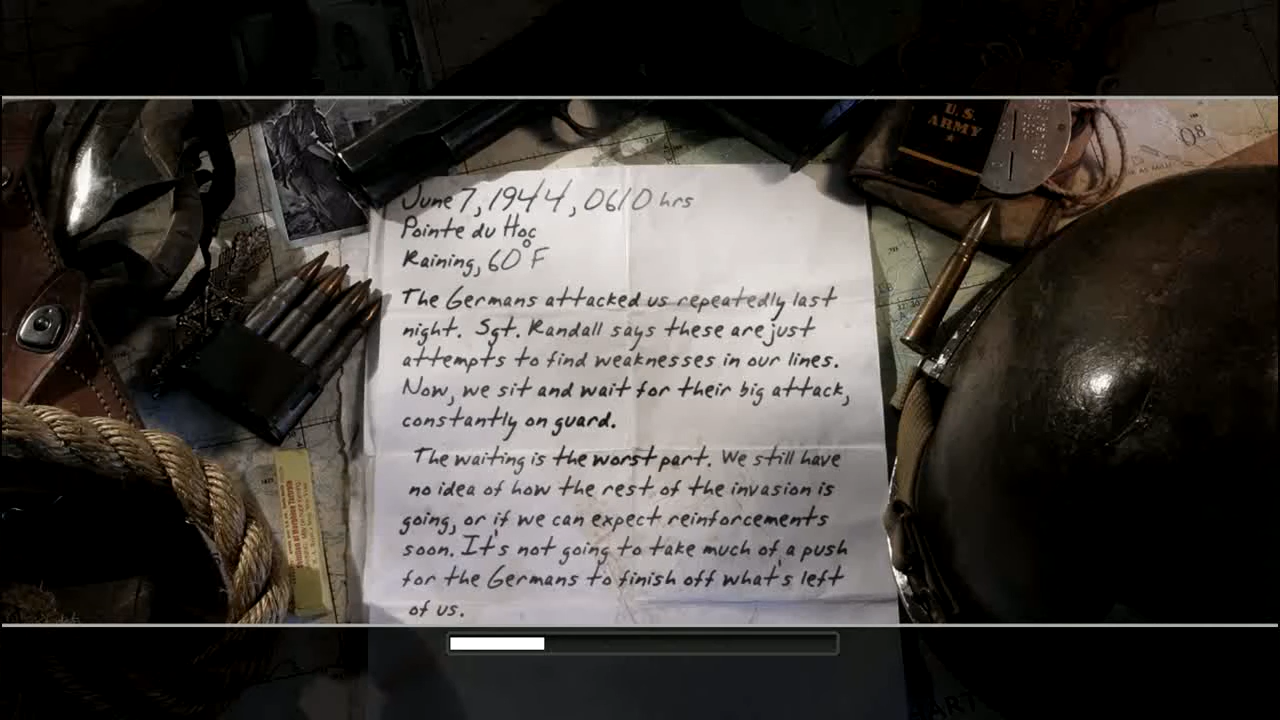 U.S.
ARMY
June 7, 1944, 0610 hrs
Pointe du Hoc
Raining, 60°F
The Germans attacked us repeatedly last
night. Sgt. Randall says these are just
attempts to find weaknesses in our lines.
Now, we sit and wait for their big attack,
constantly on guard.
The waiting is the worst part. We still have
no idea of how the rest of the invasion is
going, or if we can expect reinforcements
soon. It's not going to take much of a push
for the Germans to finish off what's left
of us.